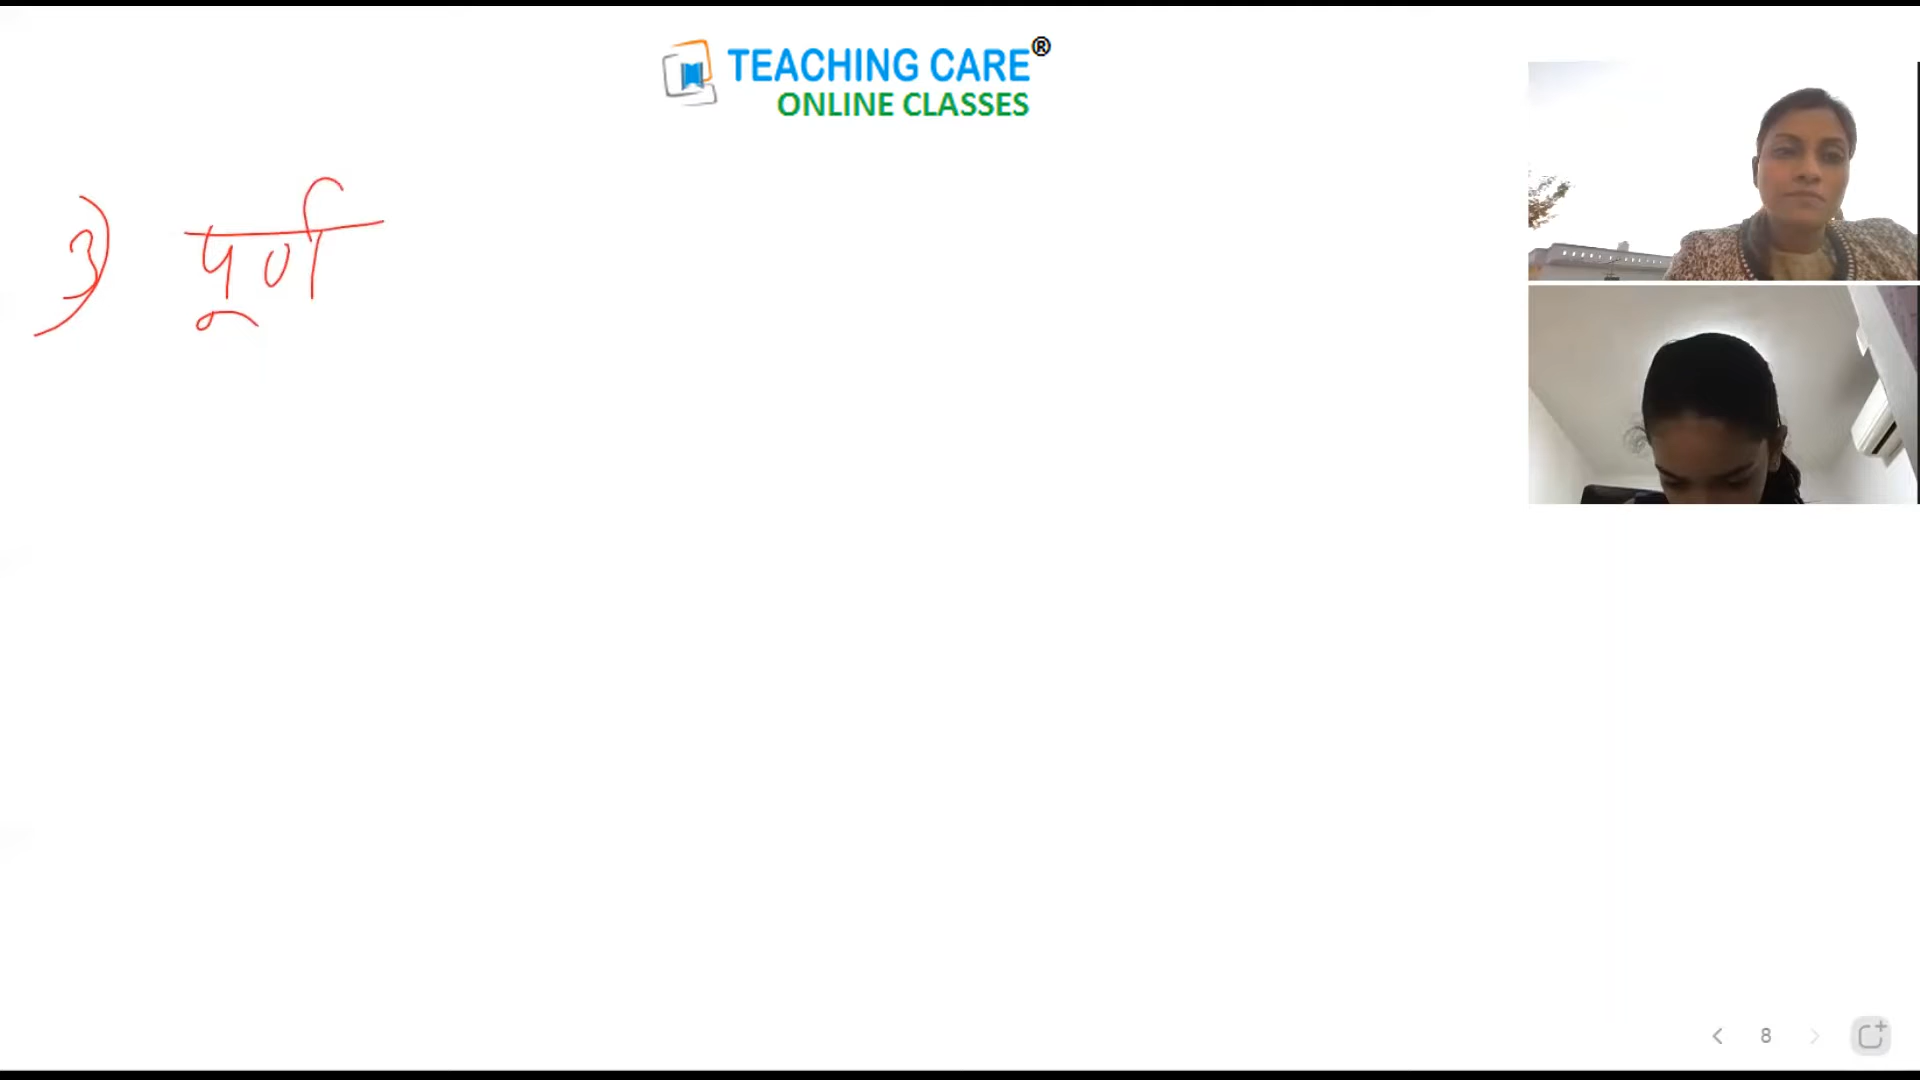 TEACHING CARE®
ONLINE CLASSES
3) पूर्ण
8